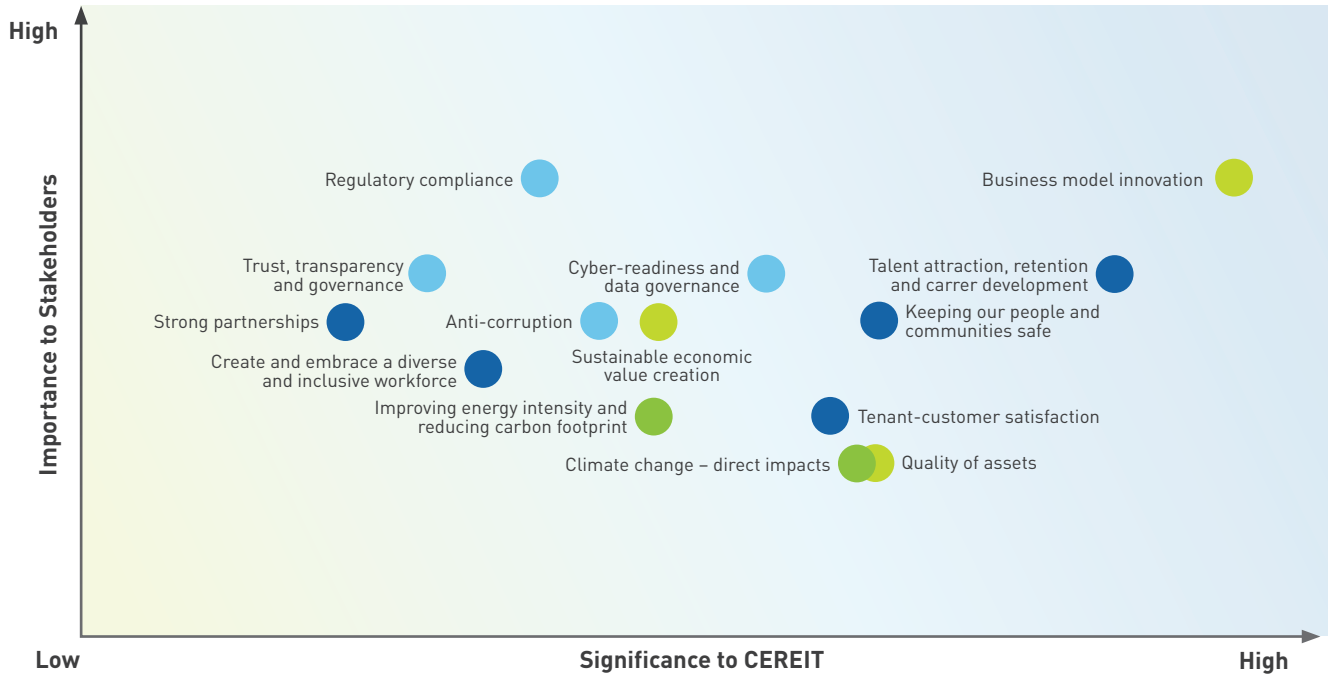 High
Importance to Stakeholders
Regulatory compliance
Business model innovation
Trust, transparency
and governance
Cyber-readiness and
data governance
Talent attraction, retention
and carrer development
Strong partnerships
Anti-corruption
Sustainable economic
value creation
Keeping our people and
communities safe
Create and embrace a diverse
and inclusive workforce
Improving energy intensity and
reducing carbon footprint
Tenant-customer satisfaction
Climate change – direct impacts
Quality of assets
Low
Significance to CEREIT
High